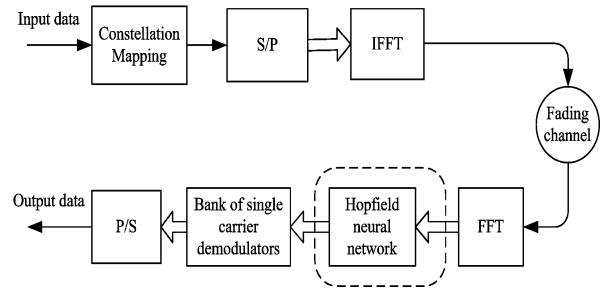 Input data
Constellation
Mapping
S/P
IFFT
Fading
channel
Output data
P/S
Bank of single
carrier
demodulators
Hopfield
neural
network
FFT